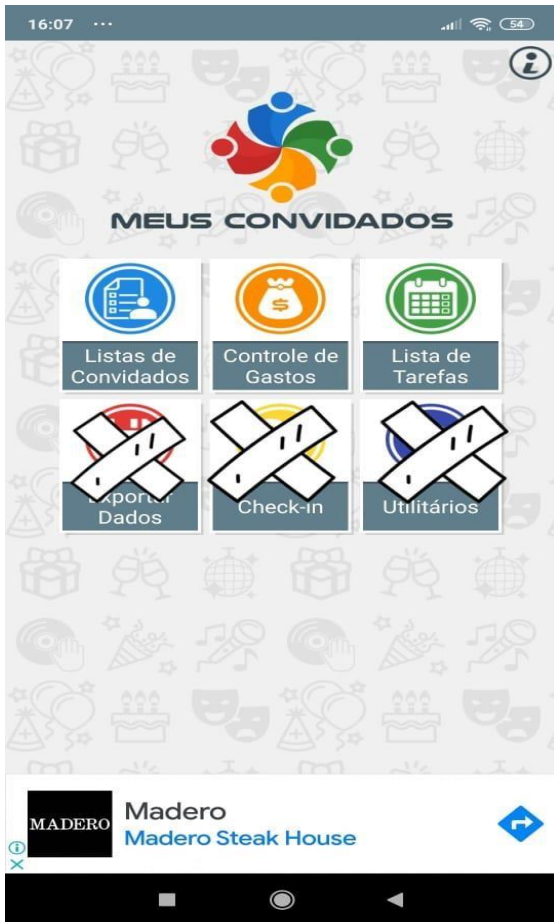 16:07 ...
54
MEUS CONVIDADOS
Listas de
Convidados
Controle de
Gastos
Lista de
Tarefas
Exportar
Dados
Check-in
Utilitários
MADERO
Madero
Madero Steak House